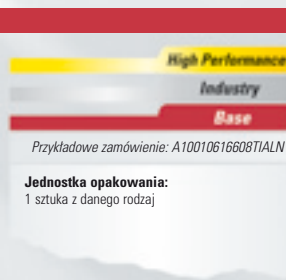 High Performance
Industry
Base
Przykładowe zamówienie: A10010616608TIALN
Jednostka opakowania:
1 sztuka z danego rodzaj